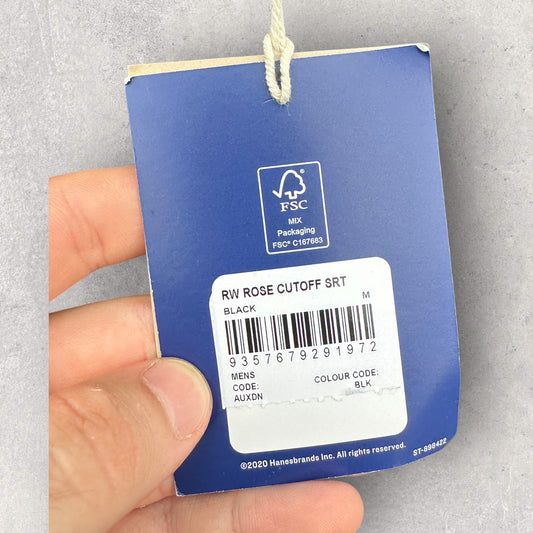 FSC
MIX
Packaging
FSC® C167683
RW ROSE CUTOFF SRT
BLACK M
9357679291972
MENS
CODE: COLOUR CODE:
AUXDN BLK
©2020 Hanesbrands Inc. All rights reserved.
ST-898422